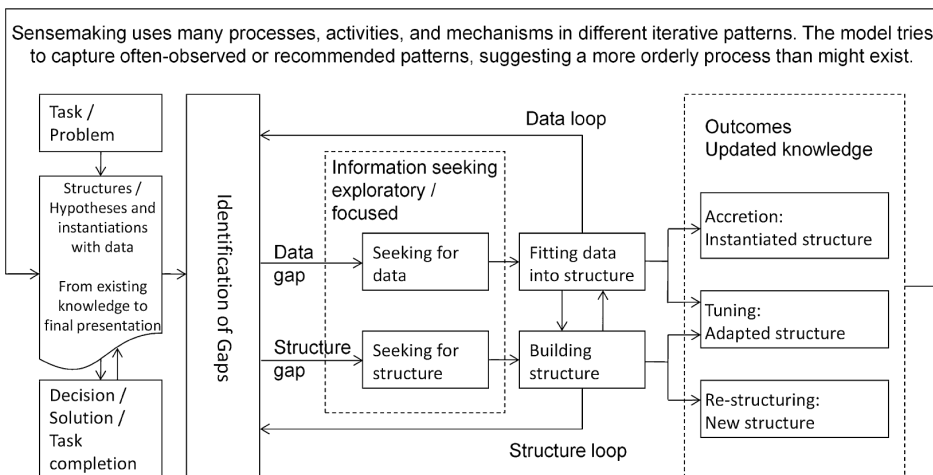 Sensemaking uses many processes, activities, and mechanisms in different iterative patterns. The model tries
to capture often-observed or recommended patterns, suggesting a more orderly process than might exist.
Task /
Problem
Structures /
Hypotheses and
instantiations
with data
From existing
knowledge to
final presentation
Decision /
Solution /
Task
completion
Identification of Gaps
Data
gap
Structure
gap
Data loop
Information seeking
exploratory /
focused
Seeking for
data
Seeking for
structure
Fitting data
into structure
Building
structure
Structure loop
Outcomes
Updated knowledge
Accretion:
Instantiated structure
Tuning:
Adapted structure
Re-structuring:
New structure